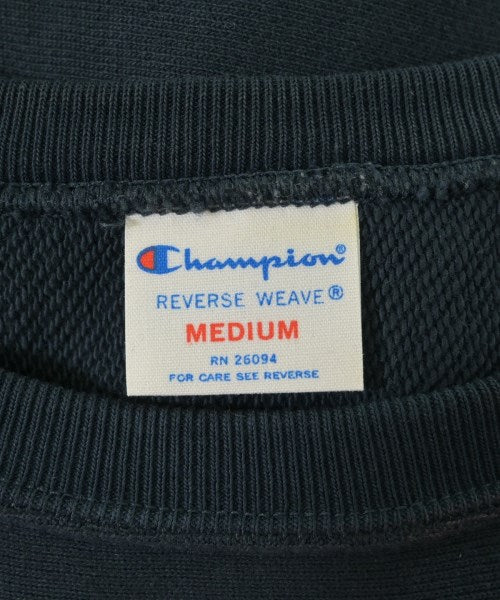 Champion®
REVERSE WEAVE®
MEDIUM
RN 26094
FOR CARE SEE REVERSE